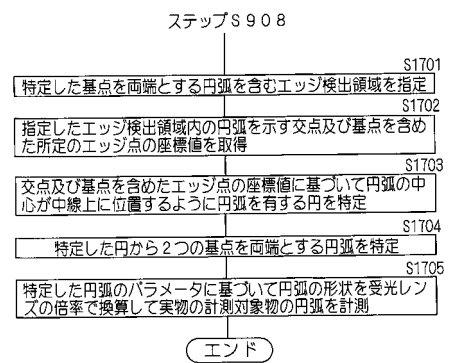 ステップS908
S1701
特定した基点を両端とする円弧を含むエッジ検出領域を指定
S1702
指定したエッジ検出領域内の円弧を示す交点及び基点を含め
た所定のエッジ点の座標値を取得
S1703
交点及び基点を含めたエッジ点の座標値に基づいて円弧の中
心が中線上に位置するように円弧を有する円を特定
S1704
特定した円から2つの基点を両端とする円弧を特定
S1705
特定した円弧のパラメータに基づいて円弧の形状を受光レン
ズの倍率で換算して実物の計測対象物の円弧を計測
エンド